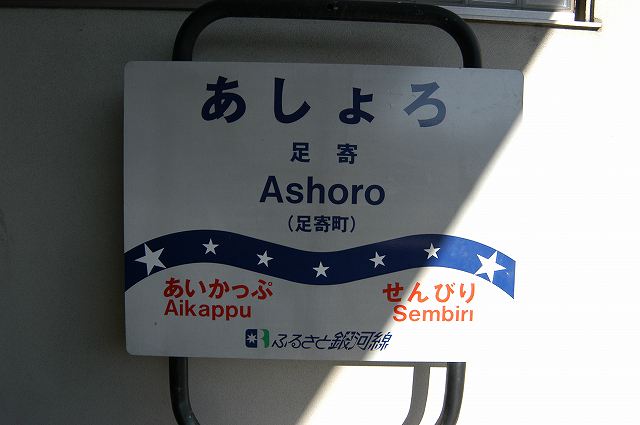 あしょろ
足寄
Ashoro
(足寄町)
あいかっぷ せんびり
Aikappu Sembiri
ふるさと銀河線